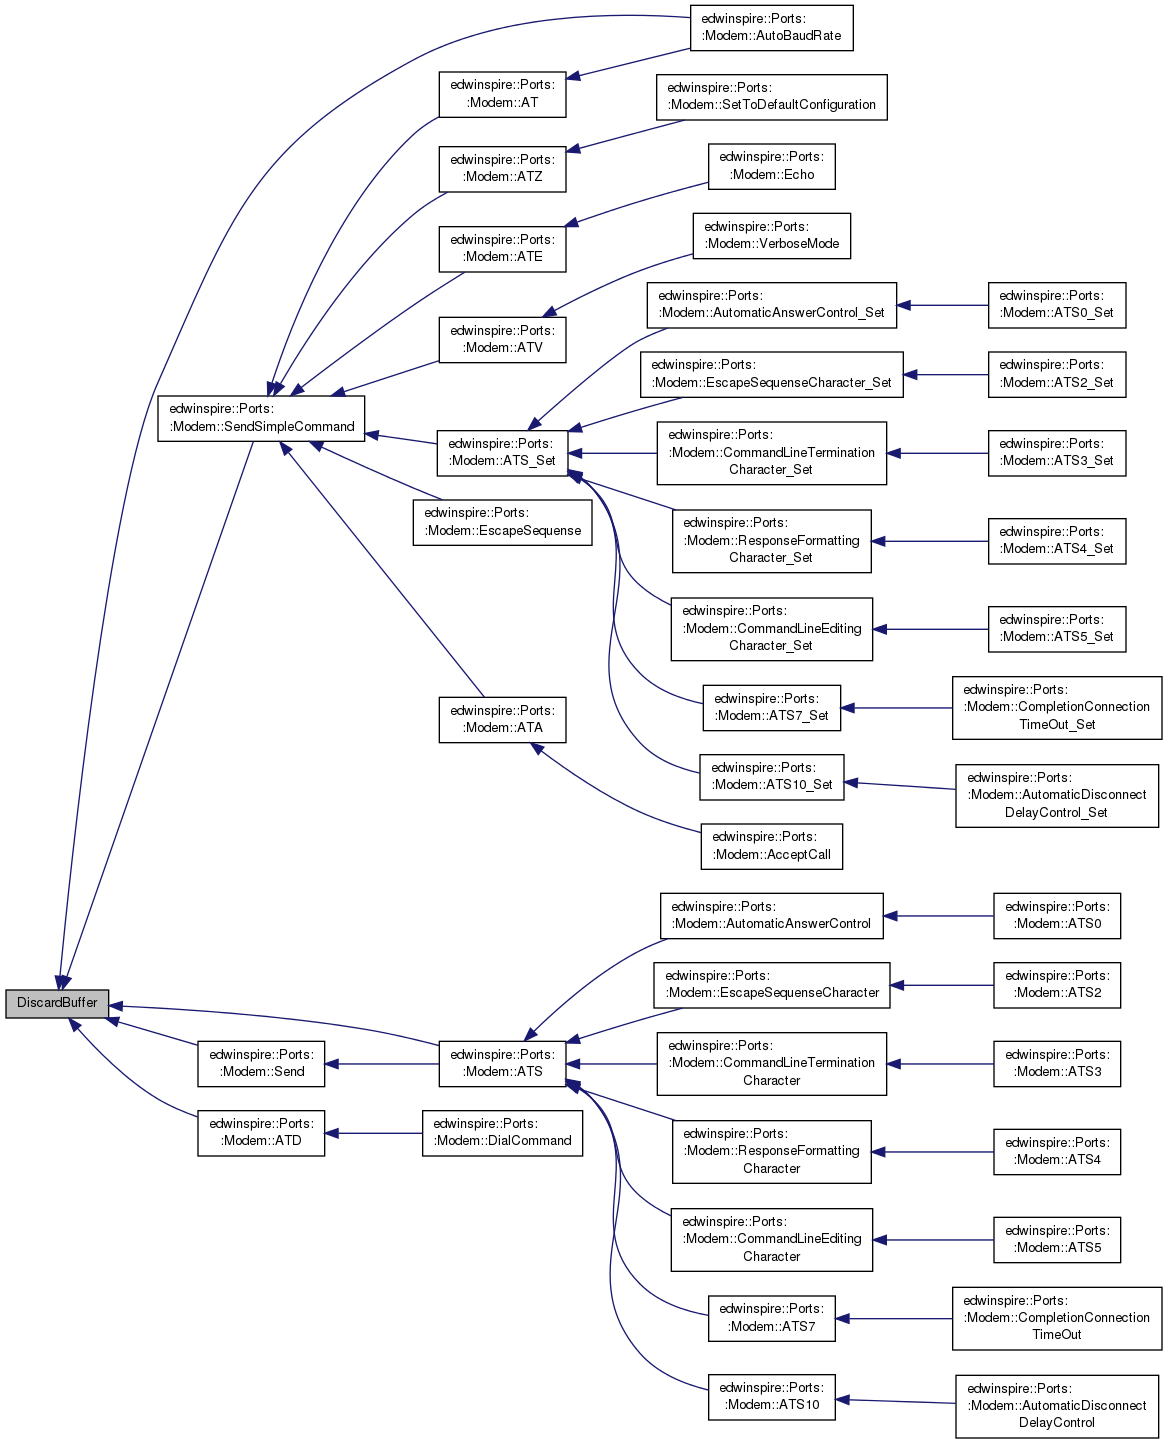 edwinspire::Ports:
:Modem::AutoBaudRate
edwinspire::Ports:
:Modem::AT
edwinspire::Ports:
:Modem::SetToDefaultConfiguration
edwinspire::Ports:
:Modem::ATZ
edwinspire::Ports:
:Modem::Echo
edwinspire::Ports:
:Modem::ATE
edwinspire::Ports:
:Modem::VerboseMode
edwinspire::Ports:
:Modem::ATV
edwinspire::Ports:
:Modem::AutomaticAnswerControl_Set
edwinspire::Ports:
:Modem::ATS0_Set
edwinspire::Ports:
:Modem::EscapeSequenseCharacter_Set
edwinspire::Ports:
:Modem::ATS2_Set
edwinspire::Ports:
:Modem::SendSimpleCommand
edwinspire::Ports:
:Modem::ATS_Set
edwinspire::Ports:
:Modem::CommandLineTermination
Character_Set
edwinspire::Ports:
:Modem::ATS3_Set
edwinspire::Ports:
:Modem::EscapeSequense
edwinspire::Ports:
:Modem::ResponseFormatting
Character_Set
edwinspire::Ports:
:Modem::ATS4_Set
edwinspire::Ports:
:Modem::CommandLineEditing
Character_Set
edwinspire::Ports:
:Modem::ATS5_Set
edwinspire::Ports:
:Modem::ATA
edwinspire::Ports:
:Modem::ATS7_Set
edwinspire::Ports:
:Modem::CompletionConnection
TimeOut_Set
edwinspire::Ports:
:Modem::ATS10_Set
edwinspire::Ports:
:Modem::AutomaticDisconnect
DelayControl_Set
edwinspire::Ports:
:Modem::AcceptCall
edwinspire::Ports:
:Modem::AutomaticAnswerControl
edwinspire::Ports:
:Modem::ATS0
DiscardBuffer
edwinspire::Ports:
:Modem::EscapeSequenseCharacter
edwinspire::Ports:
:Modem::ATS2
edwinspire::Ports:
:Modem::Send
edwinspire::Ports:
:Modem::ATS
edwinspire::Ports:
:Modem::CommandLineTermination
Character
edwinspire::Ports:
:Modem::ATS3
edwinspire::Ports:
:Modem::ATD
edwinspire::Ports:
:Modem::DialCommand
edwinspire::Ports:
:Modem::ResponseFormatting
Character
edwinspire::Ports:
:Modem::ATS4
edwinspire::Ports:
:Modem::CommandLineEditing
Character
edwinspire::Ports:
:Modem::ATS5
edwinspire::Ports:
:Modem::ATS7
edwinspire::Ports:
:Modem::CompletionConnection
TimeOut
edwinspire::Ports:
:Modem::ATS10
edwinspire::Ports:
:Modem::AutomaticDisconnect
DelayControl